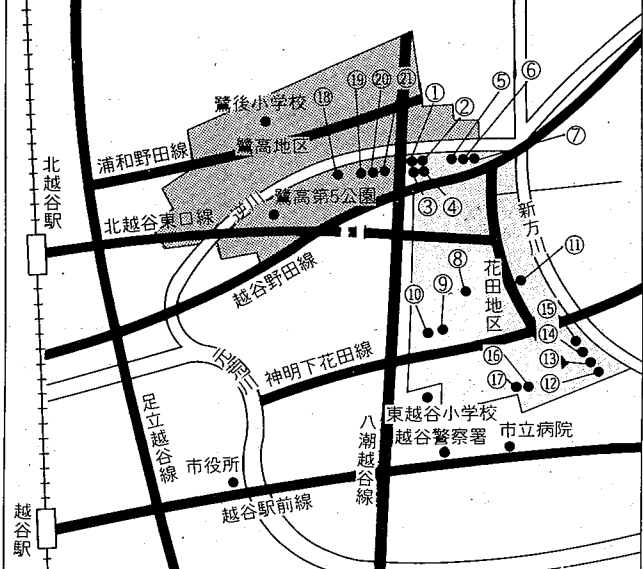 鷺後小学校
⑱
⑲
⑳
㉑
①
②
⑤
⑥
⑦
浦和野田線
鷺高地区
北越谷駅
北越谷東口線
逆川
鷺高第5公園
③
④
新方川
越谷野田線
⑧
花田地区
⑪
⑩
⑨
⑮
⑭
⑬
⑫
元荒川
神明下花田線
⑯
⑰
足立越谷線
東越谷小学校
八潮越谷線
越谷警察署
市立病院
市役所
越谷駅前線
越谷駅